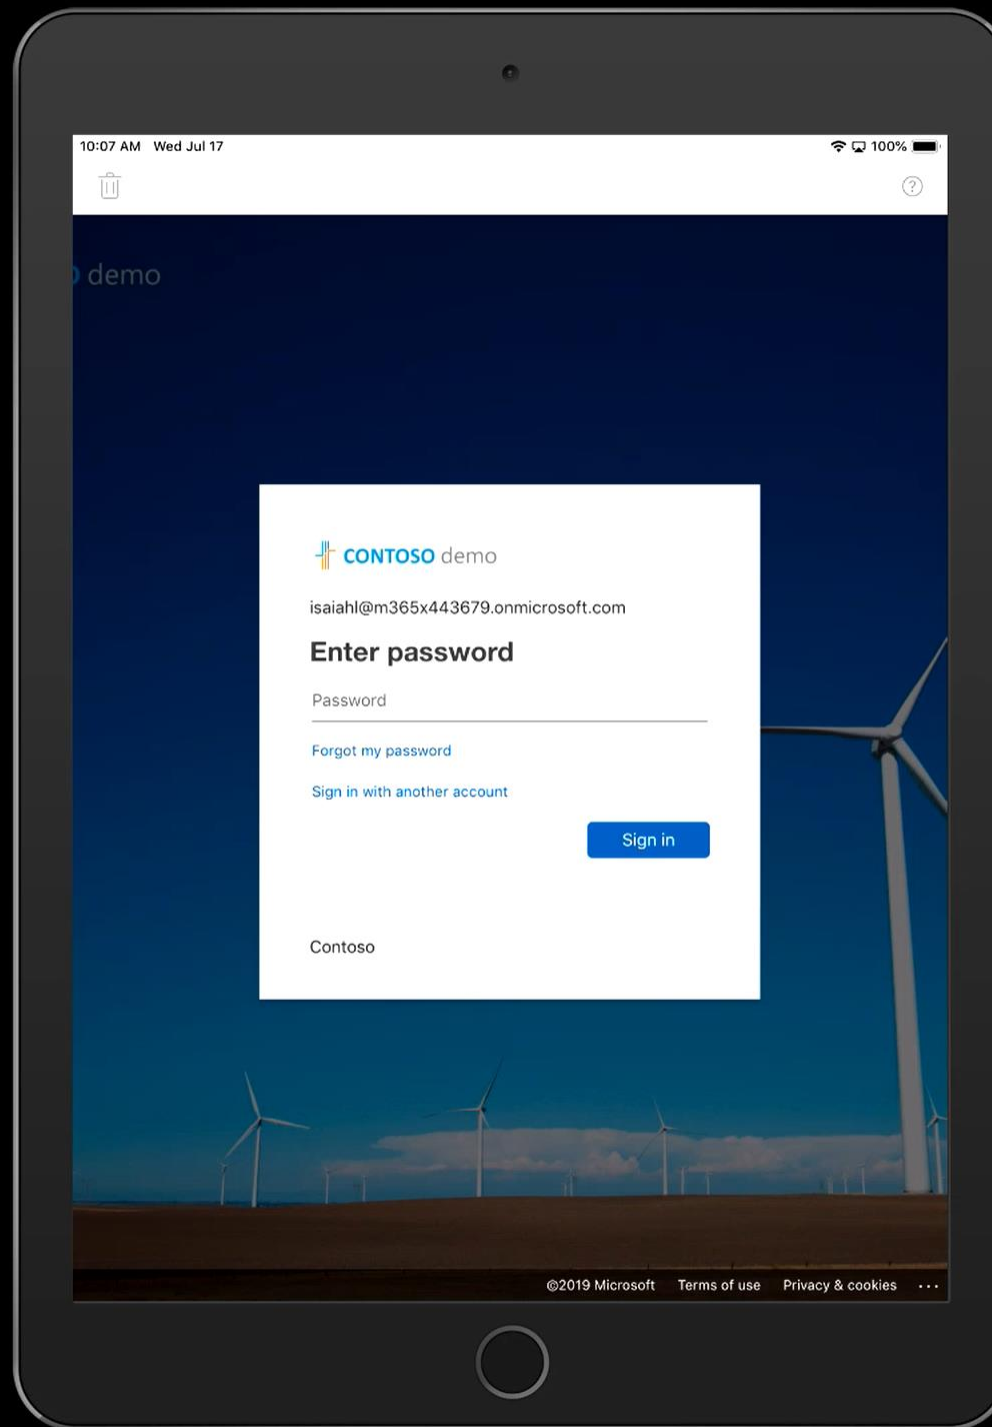 10:07 AM Wed Jul 17 100%
demo
CONTOSO demo
isaiahl@m365x443679.onmicrosoft.com
Enter password
Password
Forgot my password
Sign in with another account
Sign in
Contoso
©2019 Microsoft Terms of use Privacy & cookies ...